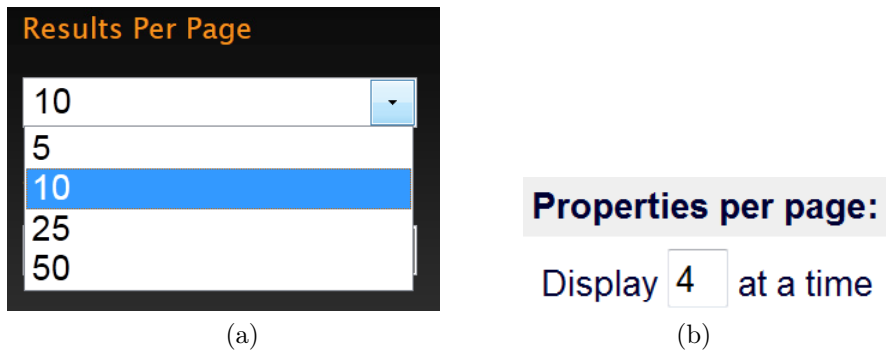 Results Per Page
10
5
10
25
50
(a)
Properties per page:
Display 4 at a time
(b)